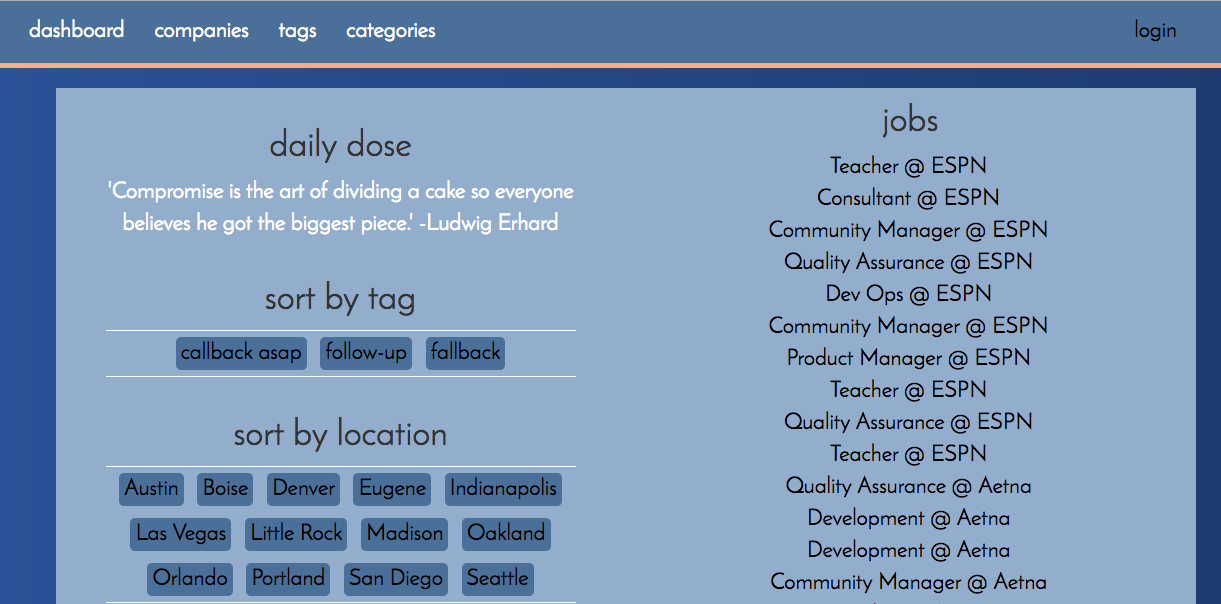 dashboard companies tags categories login
daily dose
'Compromise is the art of dividing a cake so everyone
believes he got the biggest piece.' -Ludwig Erhard
sort by tag
callback asap follow-up fallback
sort by location
Austin Boise Denver Eugene Indianapolis
Las Vegas Little Rock Madison Oakland
Orlando Portland San Diego Seattle
jobs
Teacher @ ESPN
Consultant @ ESPN
Community Manager @ ESPN
Quality Assurance @ ESPN
Dev Ops @ ESPN
Community Manager @ ESPN
Product Manager @ ESPN
Teacher @ ESPN
Quality Assurance @ ESPN
Teacher @ ESPN
Quality Assurance @ Aetna
Development @ Aetna
Development @ Aetna
Community Manager @ Aetna